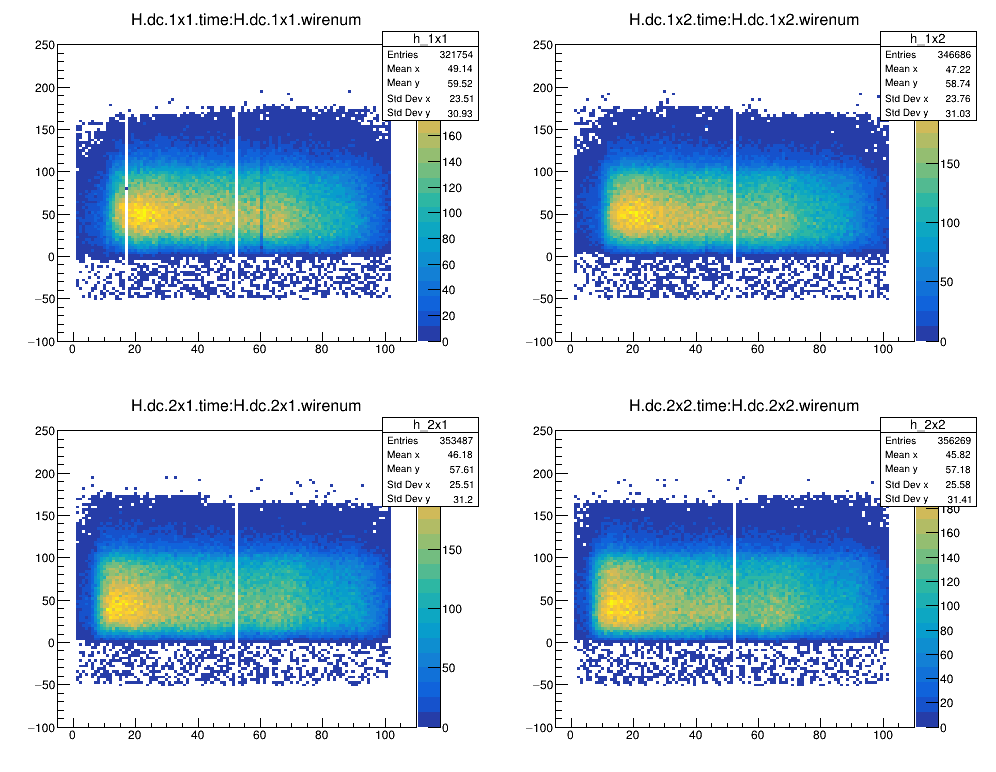 H.dc.1x1.time:H.dc.1x1.wirenum
h_1x1
Entries 321754
Mean x 49.14
Mean y 59.52
Std Dev x 23.51
Std Dev y 30.93
250
200
150
100
50
0
−50
−100
0 20 40 60 80 100
160
140
120
100
80
60
40
20
0
H.dc.1x2.time:H.dc.1x2.wirenum
h_1x2
Entries 346686
Mean x 47.22
Mean y 58.74
Std Dev x 23.76
Std Dev y 31.03
250
200
150
100
50
0
−50
−100
0 20 40 60 80 100
150
100
50
0
H.dc.2x1.time:H.dc.2x1.wirenum
h_2x1
Entries 353487
Mean x 46.18
Mean y 57.61
Std Dev x 25.51
Std Dev y 31.2
250
200
150
100
50
0
−50
−100
0 20 40 60 80 100
150
100
50
0
H.dc.2x2.time:H.dc.2x2.wirenum
h_2x2
Entries 356269
Mean x 45.82
Mean y 57.18
Std Dev x 25.58
Std Dev y 31.41
250
200
150
100
50
0
−50
−100
0 20 40 60 80 100
180
160
140
120
100
80
60
40
20
0